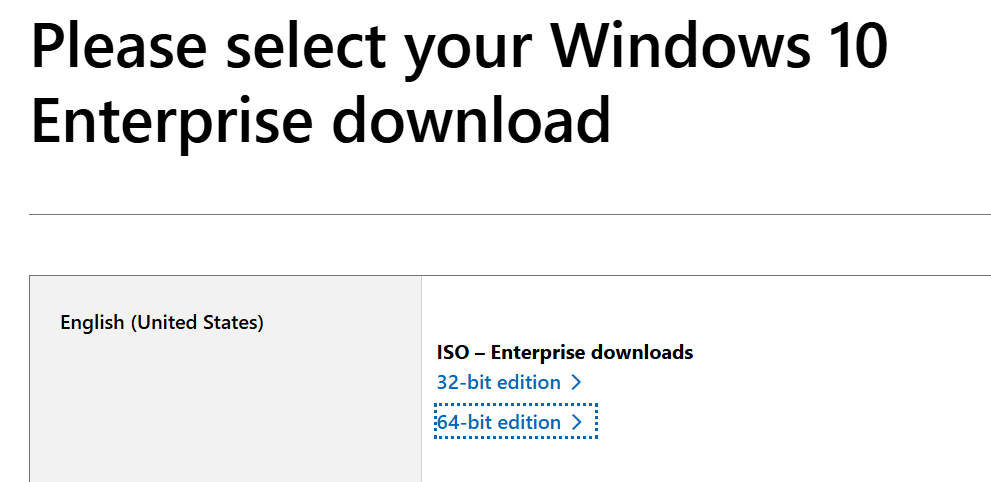 Please select your Windows 10
Enterprise download
English (United States)
ISO – Enterprise downloads
32-bit edition
64-bit edition